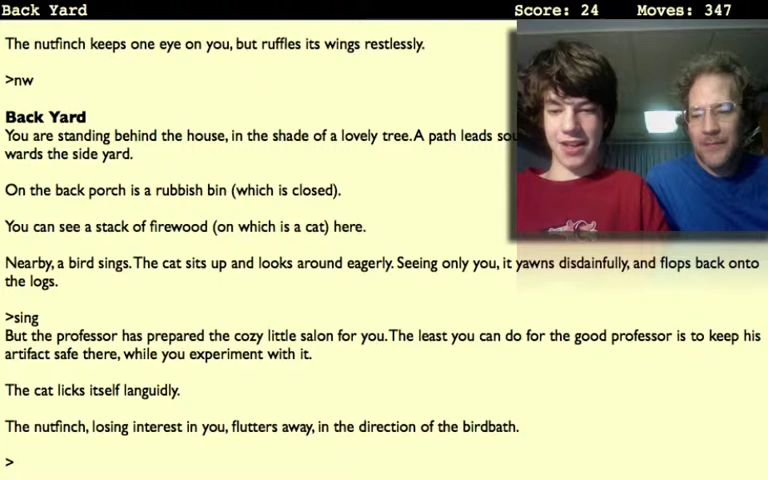 Back Yard Score: 24 Moves: 347
The nutfinch keeps one eye on you, but ruffles its wings restlessly.
>nw
Back Yard
You are standing behind the house, in the shade of a lovely tree. A path leads
wards the side yard.
On the back porch is a rubbish bin (which is closed).
You can see a stack of firewood (on which is a cat) here.
Nearby, a bird sings. The cat sits up and looks around eagerly. Seeing only you, it yawns disdainfully, and flops back onto
the logs.
>sing
But the professor has prepared the cozy little salon for you. The least you can do for the good professor is to keep his
artifact safe there, while you experiment with it.
The cat licks itself languidly.
The nutfinch, losing interest in you, flutters away, in the direction of the birdbath.
>